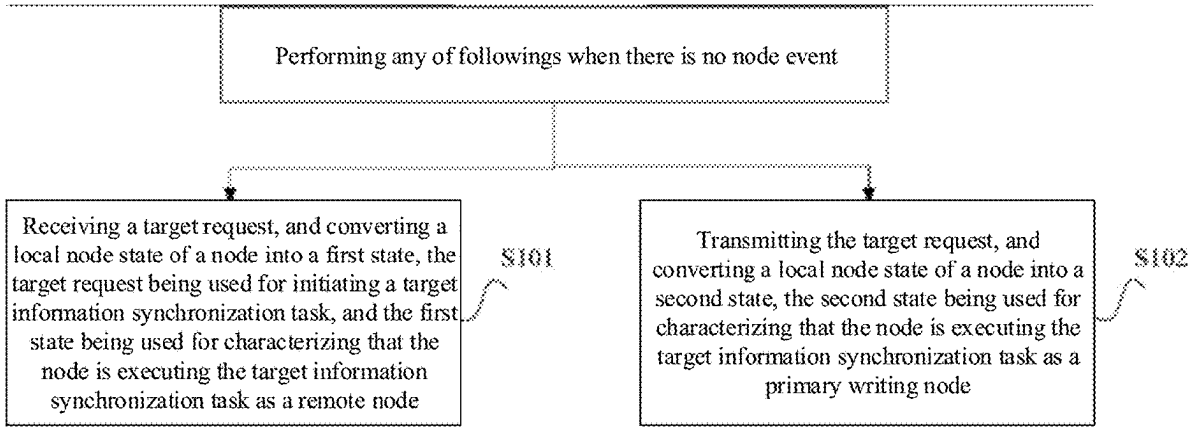 Performing any of followings when there is no node event
Receiving a target request, and converting a
local node state of a node into a first state, the
target request being used for initiating a target
information synchronization task, and the first
state being used for characterizing that the
node is executing the target information
synchronization task as a remote node
S101
Transmitting the target request, and
converting a local node state of a node into a
second state, the second state being used for
characterizing that the node is executing the
target information synchronization task as a
primary writing node
S102